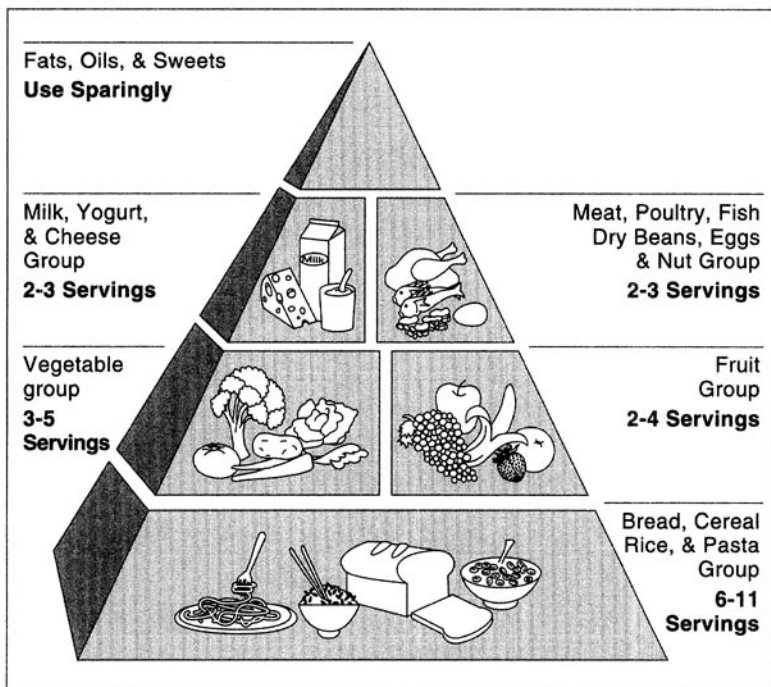 Fats, Oils, & Sweets
Use Sparingly
Milk, Yogurt,
& Cheese
Group
2-3 Servings
Meat, Poultry, Fish
Dry Beans, Eggs
& Nut Group
2-3 Servings
Milk
Vegetable
group
3-5
Servings
Fruit
Group
2-4 Servings
Bread, Cereal
Rice, & Pasta
Group
6-11
Servings